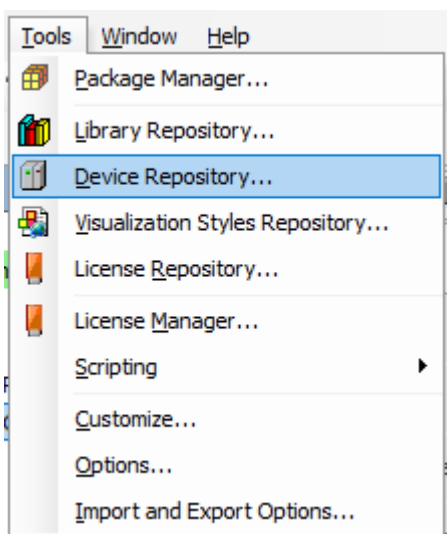 Tools Window Help
Package Manager...
Library Repository...
Device Repository...
Visualization Styles Repository...
License Repository...
License Manager...
Scripting
Customize...
Options...
Import and Export Options...